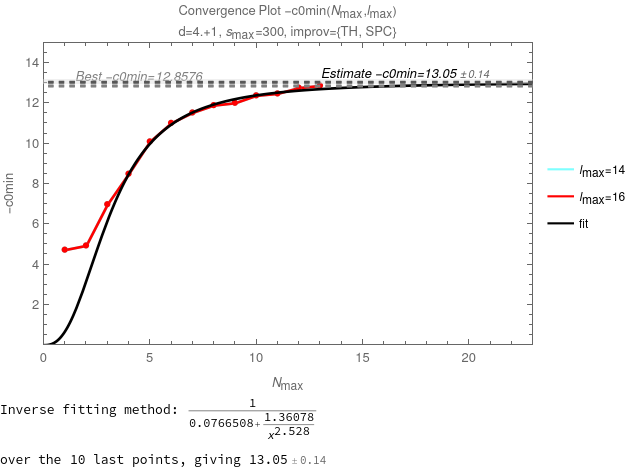 Convergence Plot −c0min(Nmax,lmax)
d=4.+1, smax=300, improv={TH, SPC}
Best −c0min=12.8576
Estimate −c0min=13.05 ±0.14
14
12
10
8
6
4
2
−c0min
0
5
10
15
20
Nmax
lmax=14
lmax=16
fit
Inverse fitting method: 1
0.0766508+ 1.36078
x2.528
over the 10 last points, giving 13.05 ±0.14